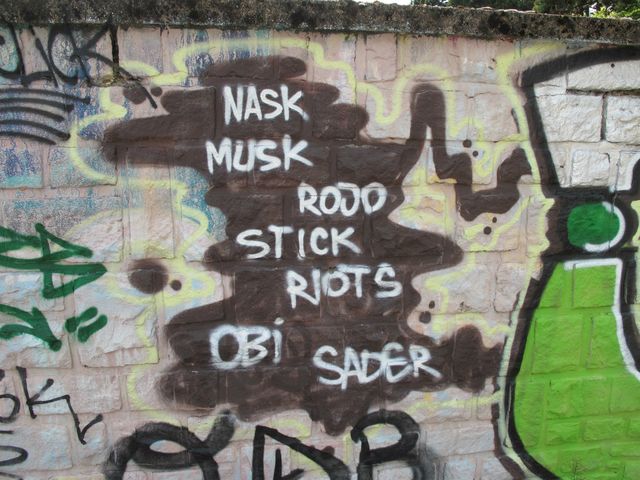 NASK
MUSK
ROJO
STICK
RIOTS
OBi
SADER